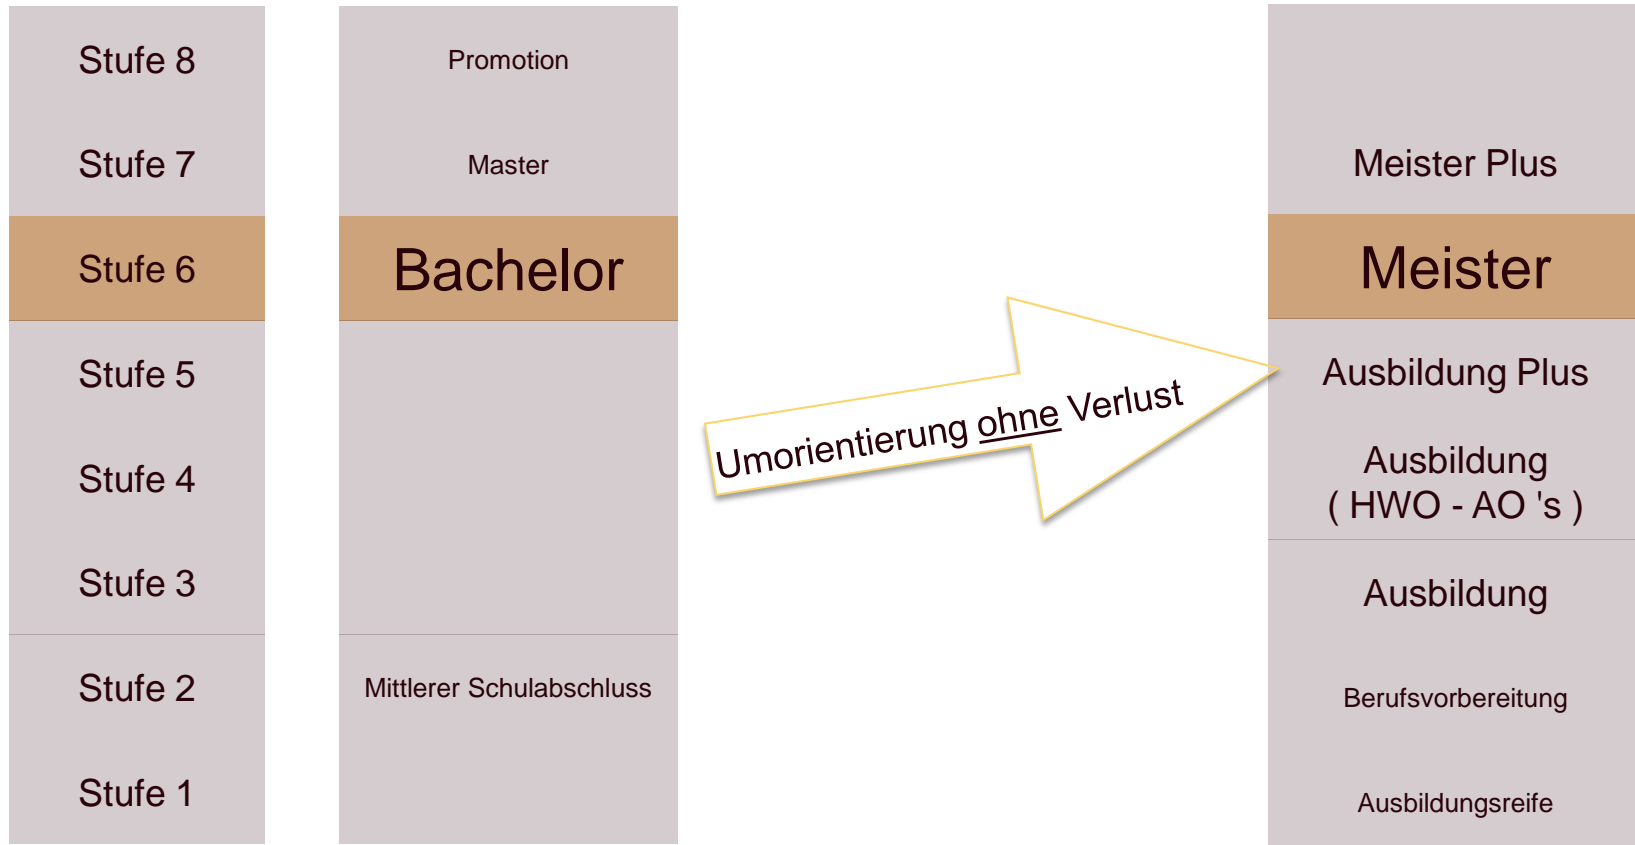 Stufe 8
Stufe 7
Stufe 6
Stufe 5
Stufe 4
Stufe 3
Stufe 2
Stufe 1
Promotion
Master
Bachelor
Mittlerer Schulabschluss
Umorientierung ohne Verlust
Meister Plus
Meister
Ausbildung Plus
Ausbildung
( HWO - AO 's )
Ausbildung
Berufsvorbereitung
Ausbildungsreife